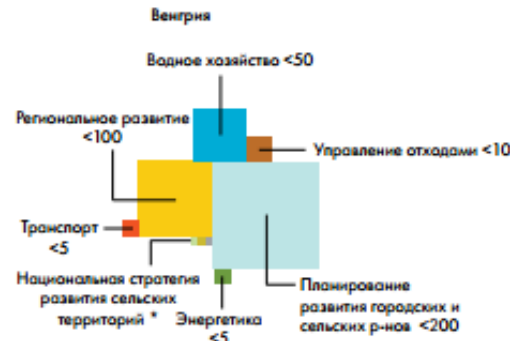 Венгрия
Водное хозяйство <50
Региональное развитие
<100
Управление отходами <10
Транспорт
<5
Национальная стратегия
развития сельских
территорий *
Энергетика
<5
Планирование
развития городских и
сельских р-нов <200